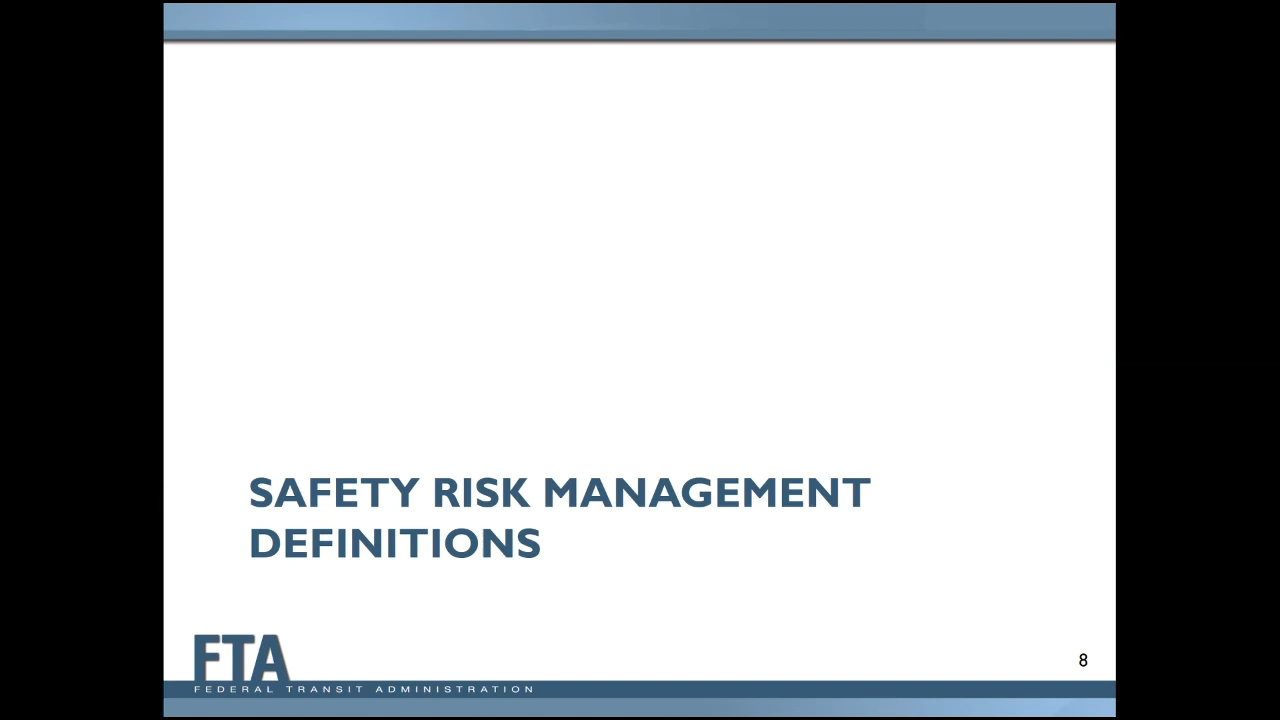 SAFETY RISK MANAGEMENT
DEFINITIONS
FTA
8
FEDERAL TRANSIT ADMINISTRATION